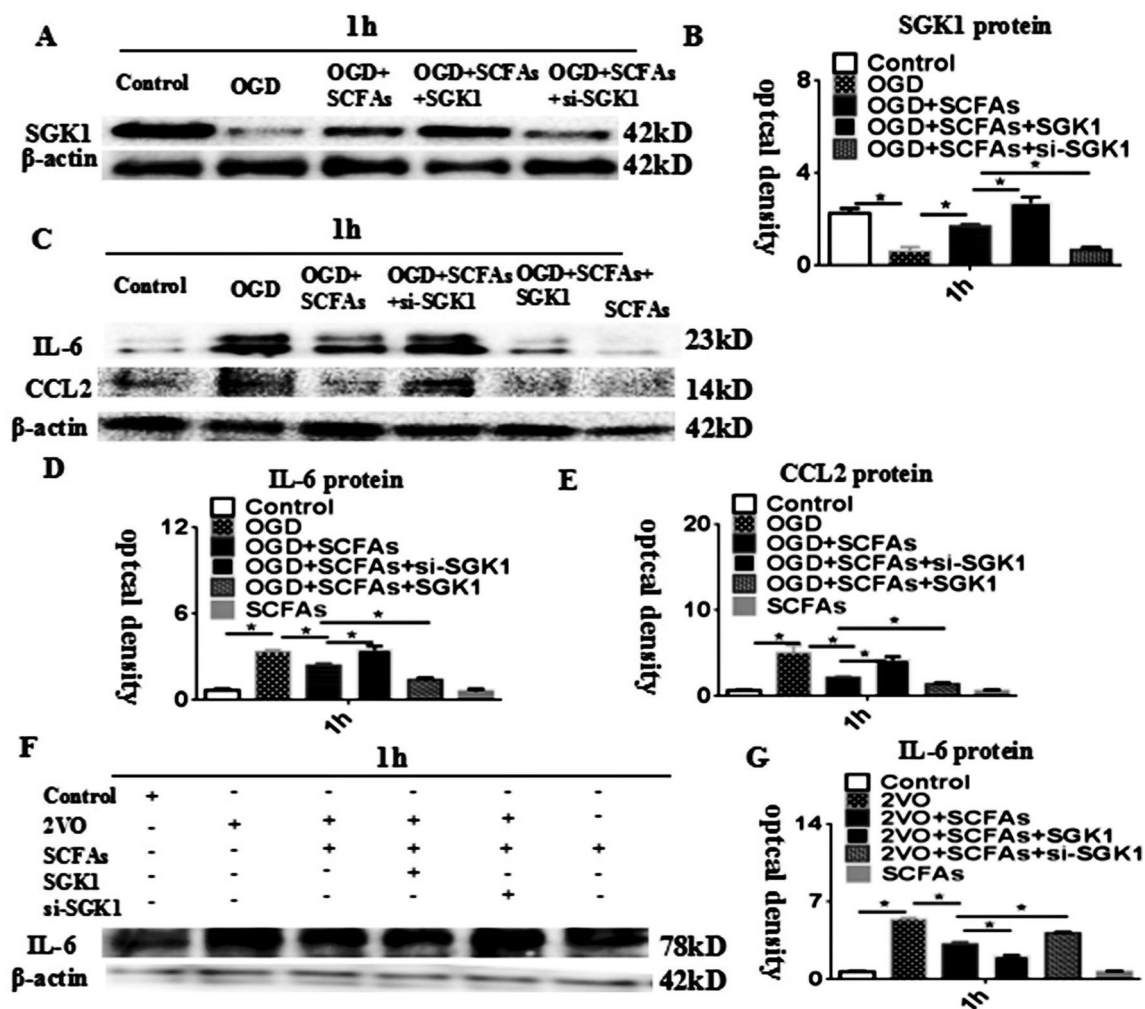 A
1h
Control
OGD
OGD+
SCFAs
OGD+SCFAs
+SGK1
OGD+SCFAs
+si-SGK1
SGK1
42kD
β-actin
42kD
B
SGK1 protein
Control
OGD
OGD+SCFAs
OGD+SCFAs+SGK1
OGD+SCFAs+si-SGK1
optcal density
8
4
0
* * * *
1h
C
1h
Control
OGD
OGD+
SCFAs
OGD+SCFAs
+si-SGK1
OGD+SCFAs+
SGK1
SCFAs
IL-6
23kD
CCL2
14kD
β-actin
42kD
D
IL-6 protein
Control
OGD
OGD+SCFAs
OGD+SCFAs+si-SGK1
OGD+SCFAs+SGK1
SCFAs
optcal density
12
6
0
* * * *
1h
E
CCL2 protein
Control
OGD
OGD+SCFAs
OGD+SCFAs+si-SGK1
OGD+SCFAs+SGK1
SCFAs
optcal density
20
10
0
* * * *
1h
F
1h
Control + - - - - -
2VO - + + + + -
SCFAs - - + + + +
SGK1 - - - + - -
si-SGK1 - - - - + -
IL-6
78kD
β-actin
42kD
G
IL-6 protein
Control
2VO
2VO+SCFAs
2VO+SCFAs+SGK1
2VO+SCFAs+si-SGK1
SCFAs
optcal density
14
7
0
* * * *
1h